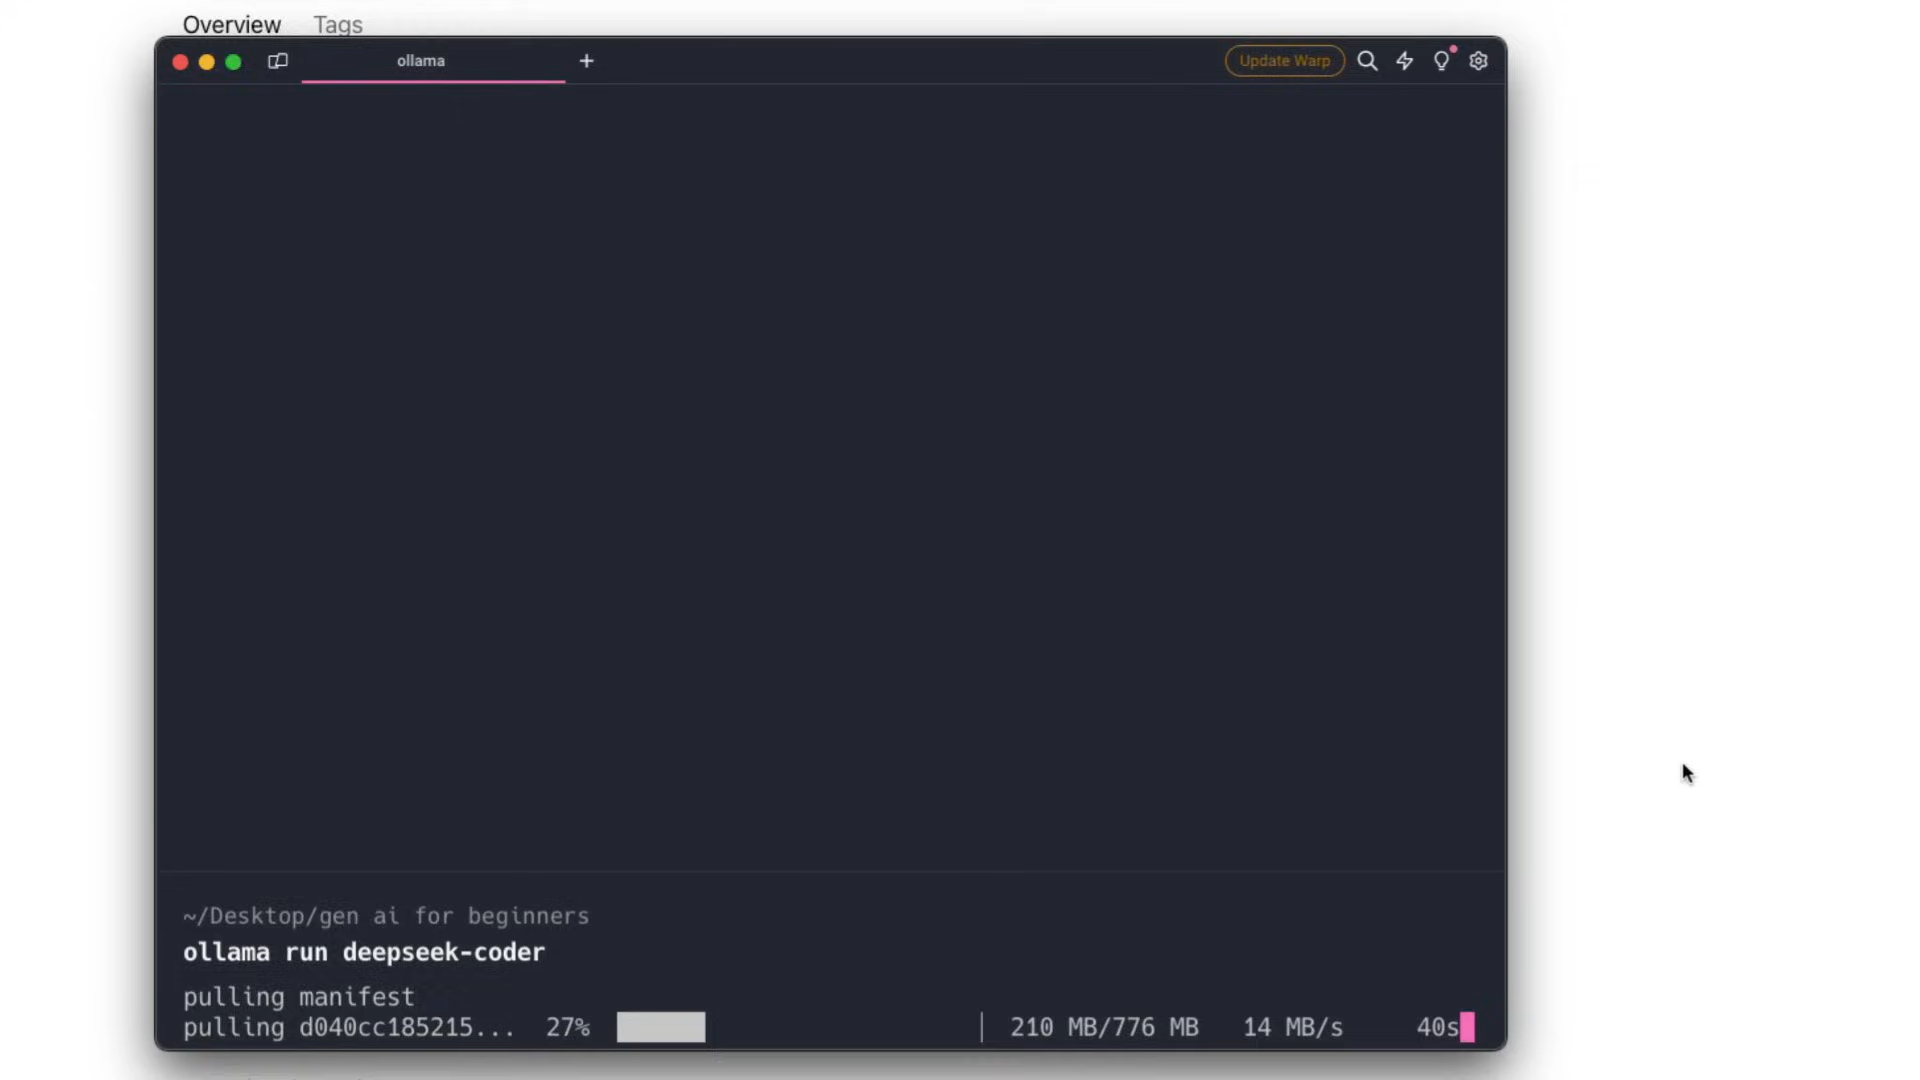 Overview Tags
ollama + Update Warp
~/Desktop/gen ai for beginners
ollama run deepseek-coder
pulling manifest
pulling d040cc185215... 27% 210 MB/776 MB 14 MB/s 40s